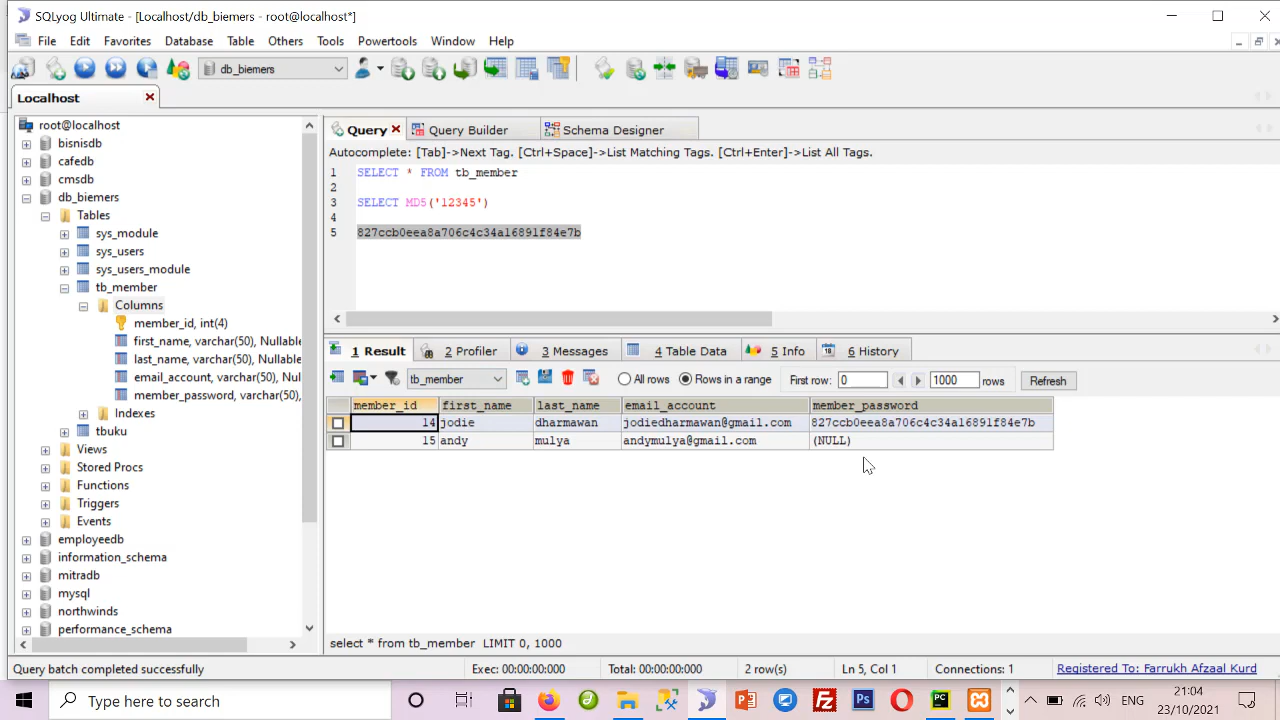 SQLyog Ultimate - [Localhost/db_biemers - root@localhost*]
File Edit Favorites Database Table Others Tools Powertools Window Help
db_biemers
Localhost
root@localhost
bisnisdb
cafedb
cmsdb
db_biemers
Tables
sys_module
sys_users
sys_users_module
tb_member
Columns
member_id, int(4)
first_name, varchar(50), Nullable
last_name, varchar(50), Nullable
email_account, varchar(50), Nul
member_password, varchar(50),
Indexes
tbuku
Views
Stored Procs
Functions
Triggers
Events
employeedb
information_schema
mitradb
mysql
northwinds
performance_schema
Query Query Builder Schema Designer
Autocomplete: [Tab]->Next Tag. [Ctrl+Space]->List Matching Tags. [Ctrl+Enter]->List All Tags.
1 SELECT * FROM tb_member
2
3 SELECT MD5('12345')
4
5 827ccb0eea8a706c4c34a16891f84e7b
1 Result 2 Profiler 3 Messages 4 Table Data 5 Info 6 History
tb_member All rows Rows in a range First row: 0 1000 rows Refresh
member_id first_name last_name email_account member_password
14 jodie dharmawan jodiedharmawan@gmail.com 827ccb0eea8a706c4c34a16891f84e7b
15 andy mulya andymulya@gmail.com (NULL)
select * from tb_member LIMIT 0, 1000
Query batch completed successfully Exec: 00:00:00:000 Total: 00:00:00:000 2 row(s) Ln 5, Col 1 Connections: 1 Registered To: Farrukh Afzaal Kurd
Type here to search ENG 21:04
23/10/2021